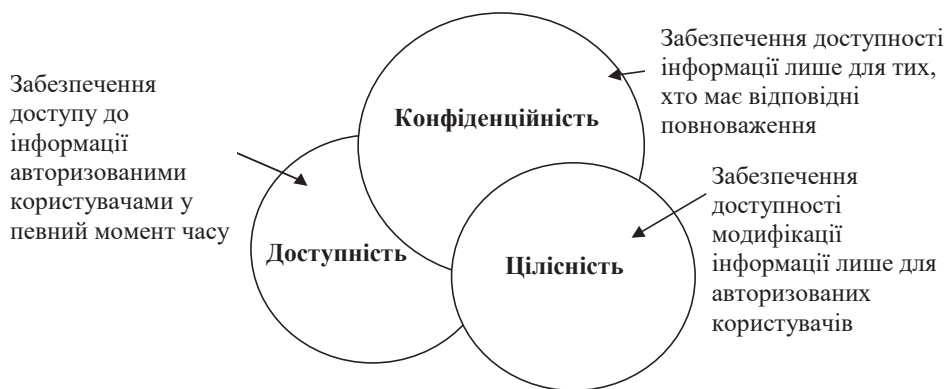 Забезпечення
доступу до
інформації
авторизованими
користувачами у
певний момент часу
Конфіденційність
Доступність
Цілісність
Забезпечення доступності
інформації лише для тих,
хто має відповідні
повноваження
Забезпечення
доступності
модифікації
інформації лише для
авторизованих
користувачів